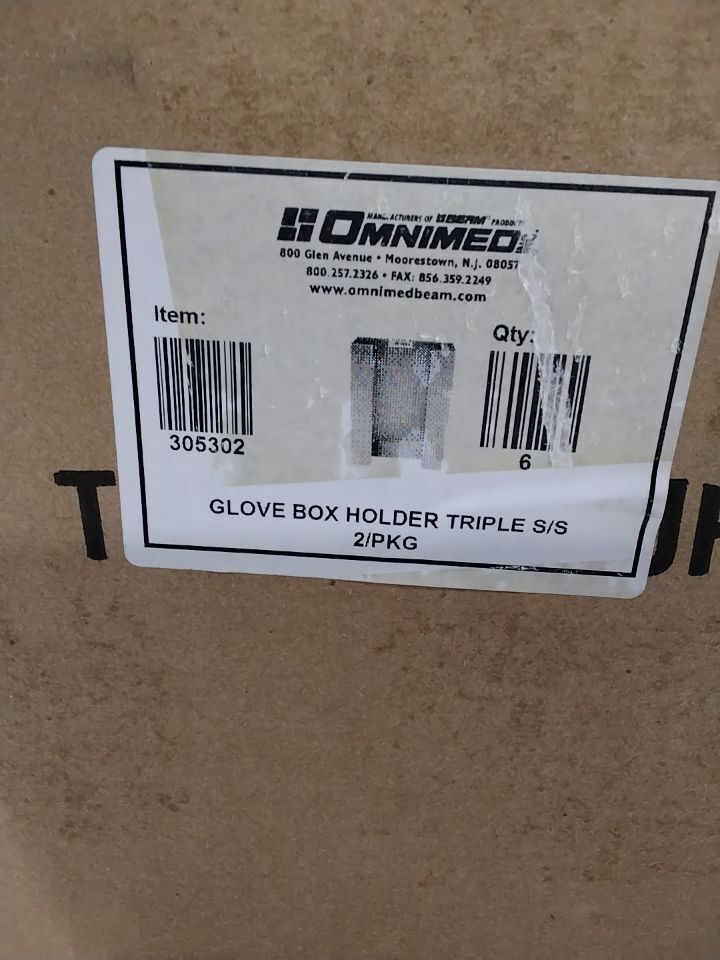 MANUFACTURERS OF BEAM PRODUCTS
OMNIMED INC.
800 Glen Avenue • Moorestown, N.J. 08057
800.257.2326 • FAX: 856.359.2249
www.omnimedbeam.com
Item:
Qty:
305302
6
GLOVE BOX HOLDER TRIPLE S/S
2/PKG
T